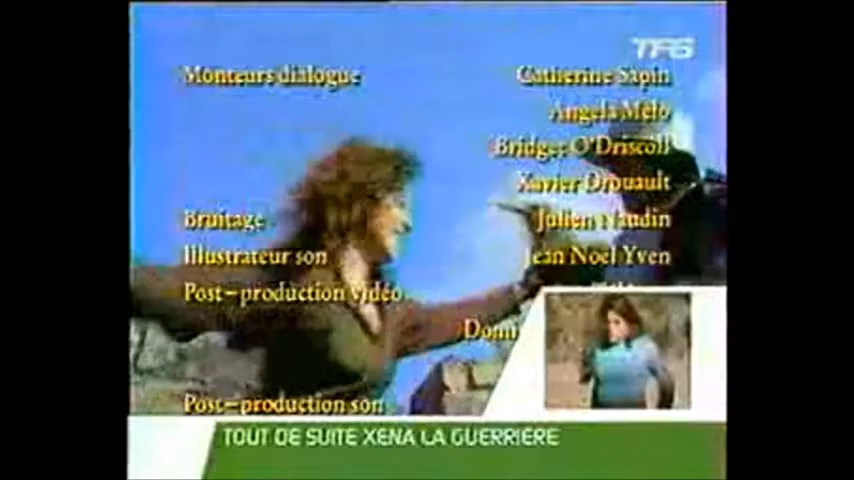 TF6
Monteurs dialogue Catherine Sapin
Angela Melo
Bridget O'Driscoll
Xavier Drouault
Bruitage Julien Naudin
Illustrateur son Jean Noel Yven
Post-production vidéo
Post-production son
TOUT DE SUITE XENA LA GUERRIÈRE